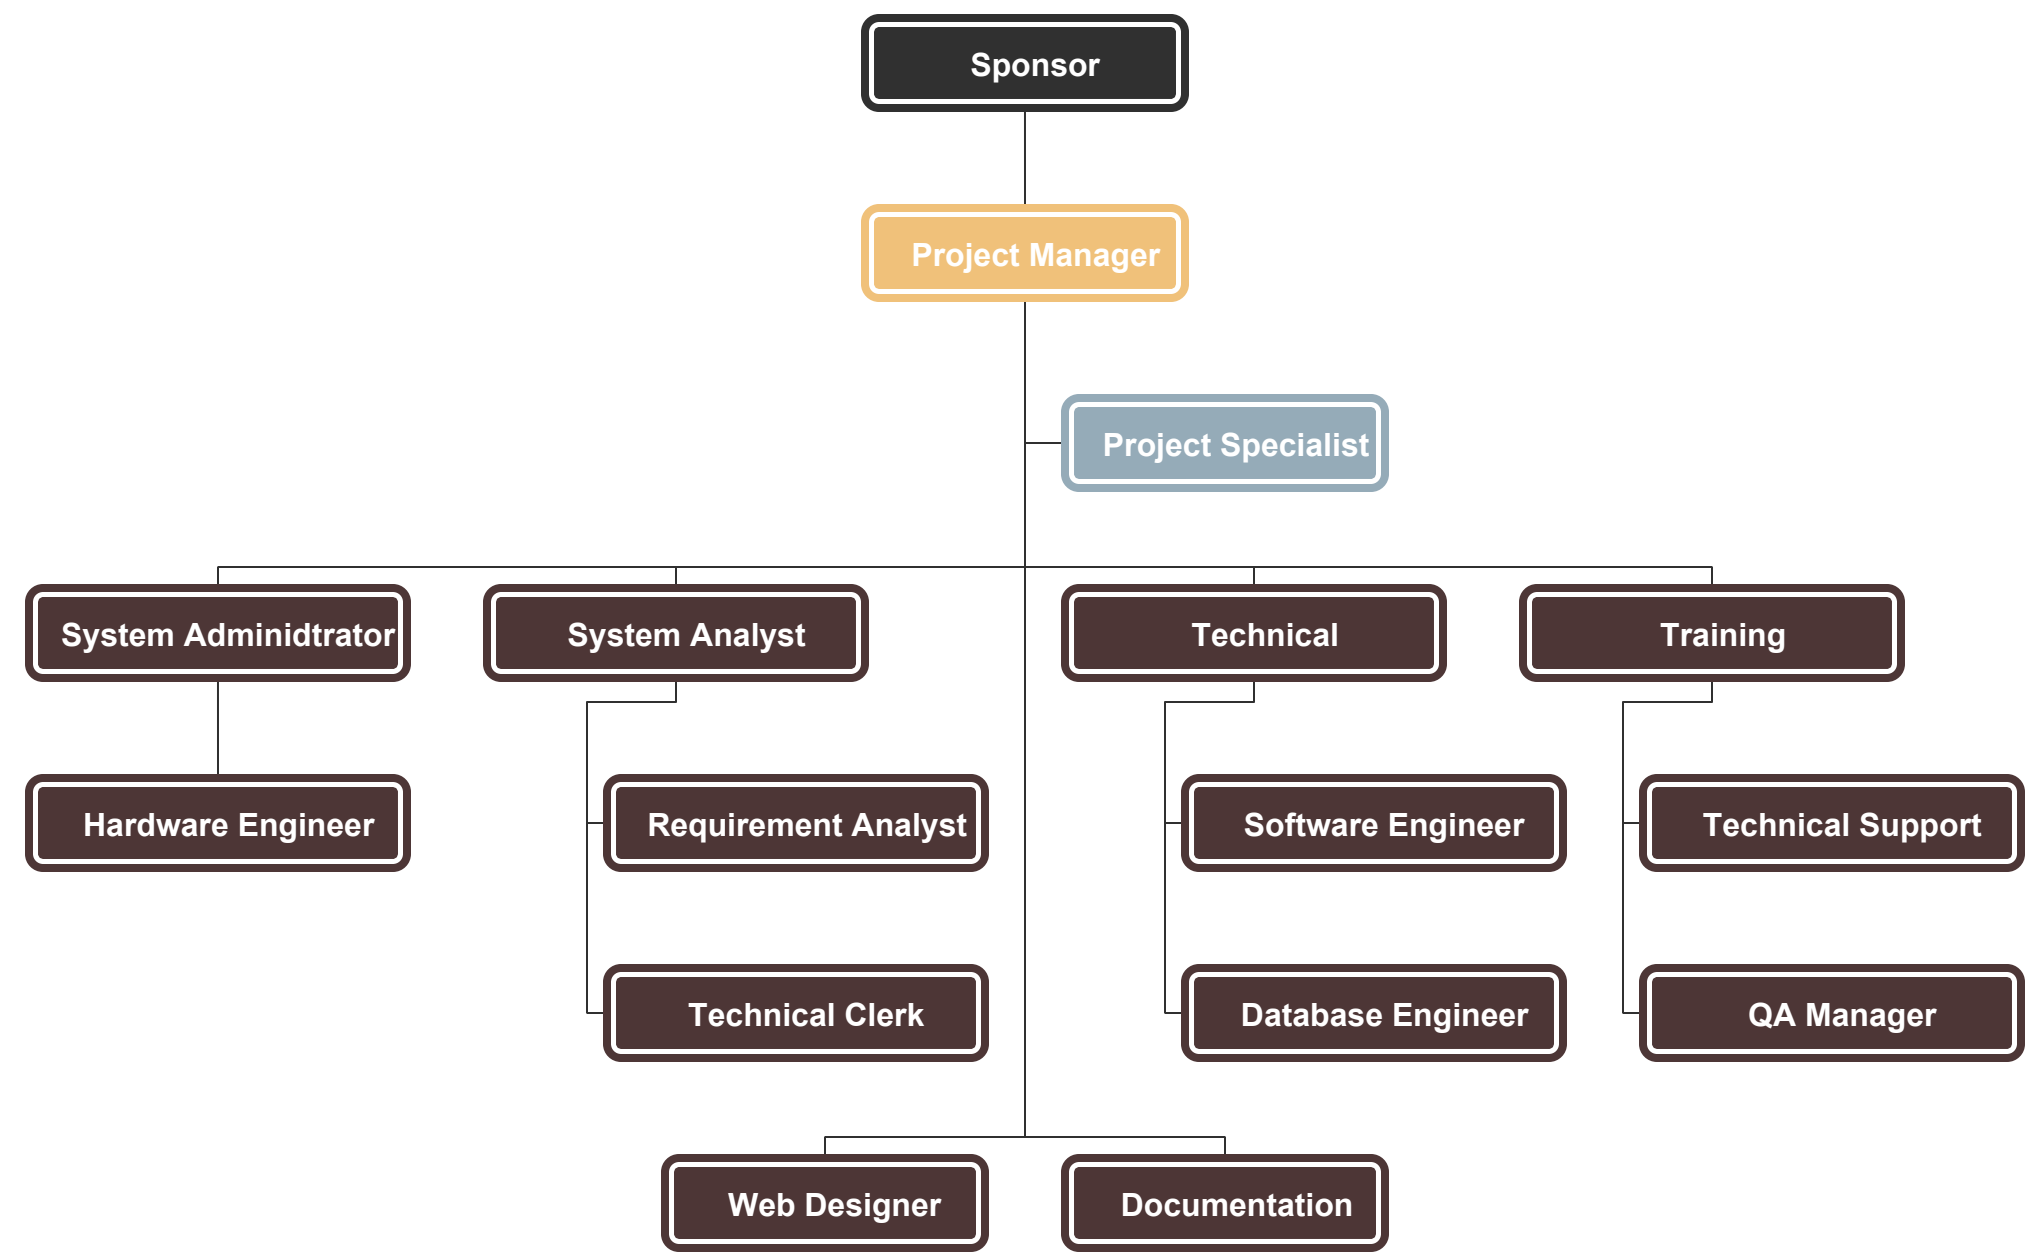 Sponsor
Project Manager
Project Specialist
System Adminidtrator
System Analyst
Technical
Training
Hardware Engineer
Requirement Analyst
Software Engineer
Technical Support
Technical Clerk
Database Engineer
QA Manager
Web Designer
Documentation